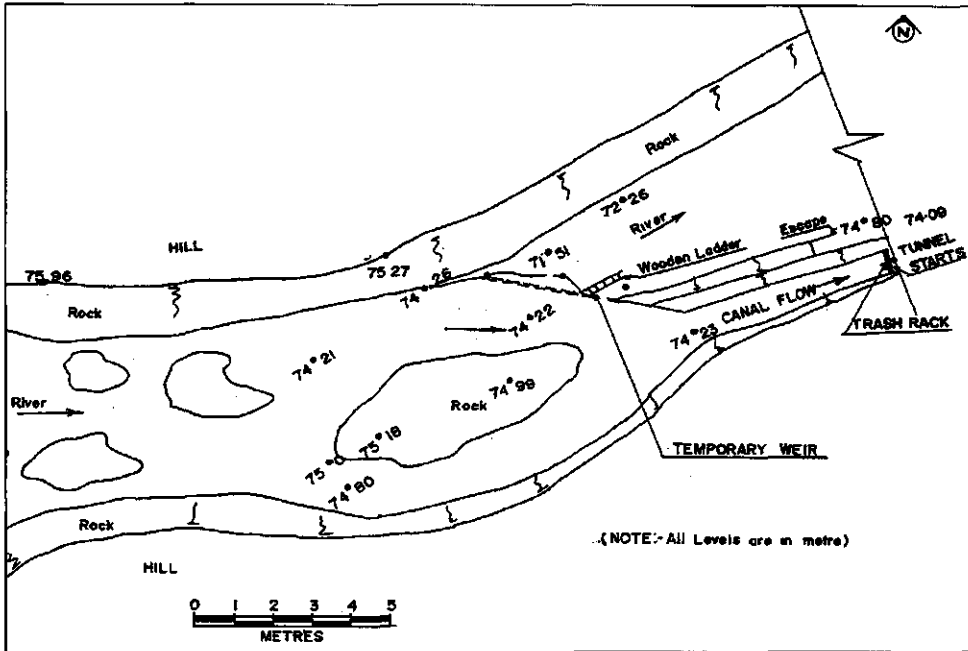 N
Rock
72.26
River
HILL
75.96
75 27
74.26
71.51
Wooden Ladder
Escape
74.80
74.09
TUNNEL
STARTS
Rock
74.22
CANAL FLOW
74.23
TRASH RACK
74.21
River
Rock
74.99
75.18
75.0
74.80
TEMPORARY WEIR
Rock
(NOTE:- All Levels are in metre)
HILL
0 1 2 3 4 5
METRES